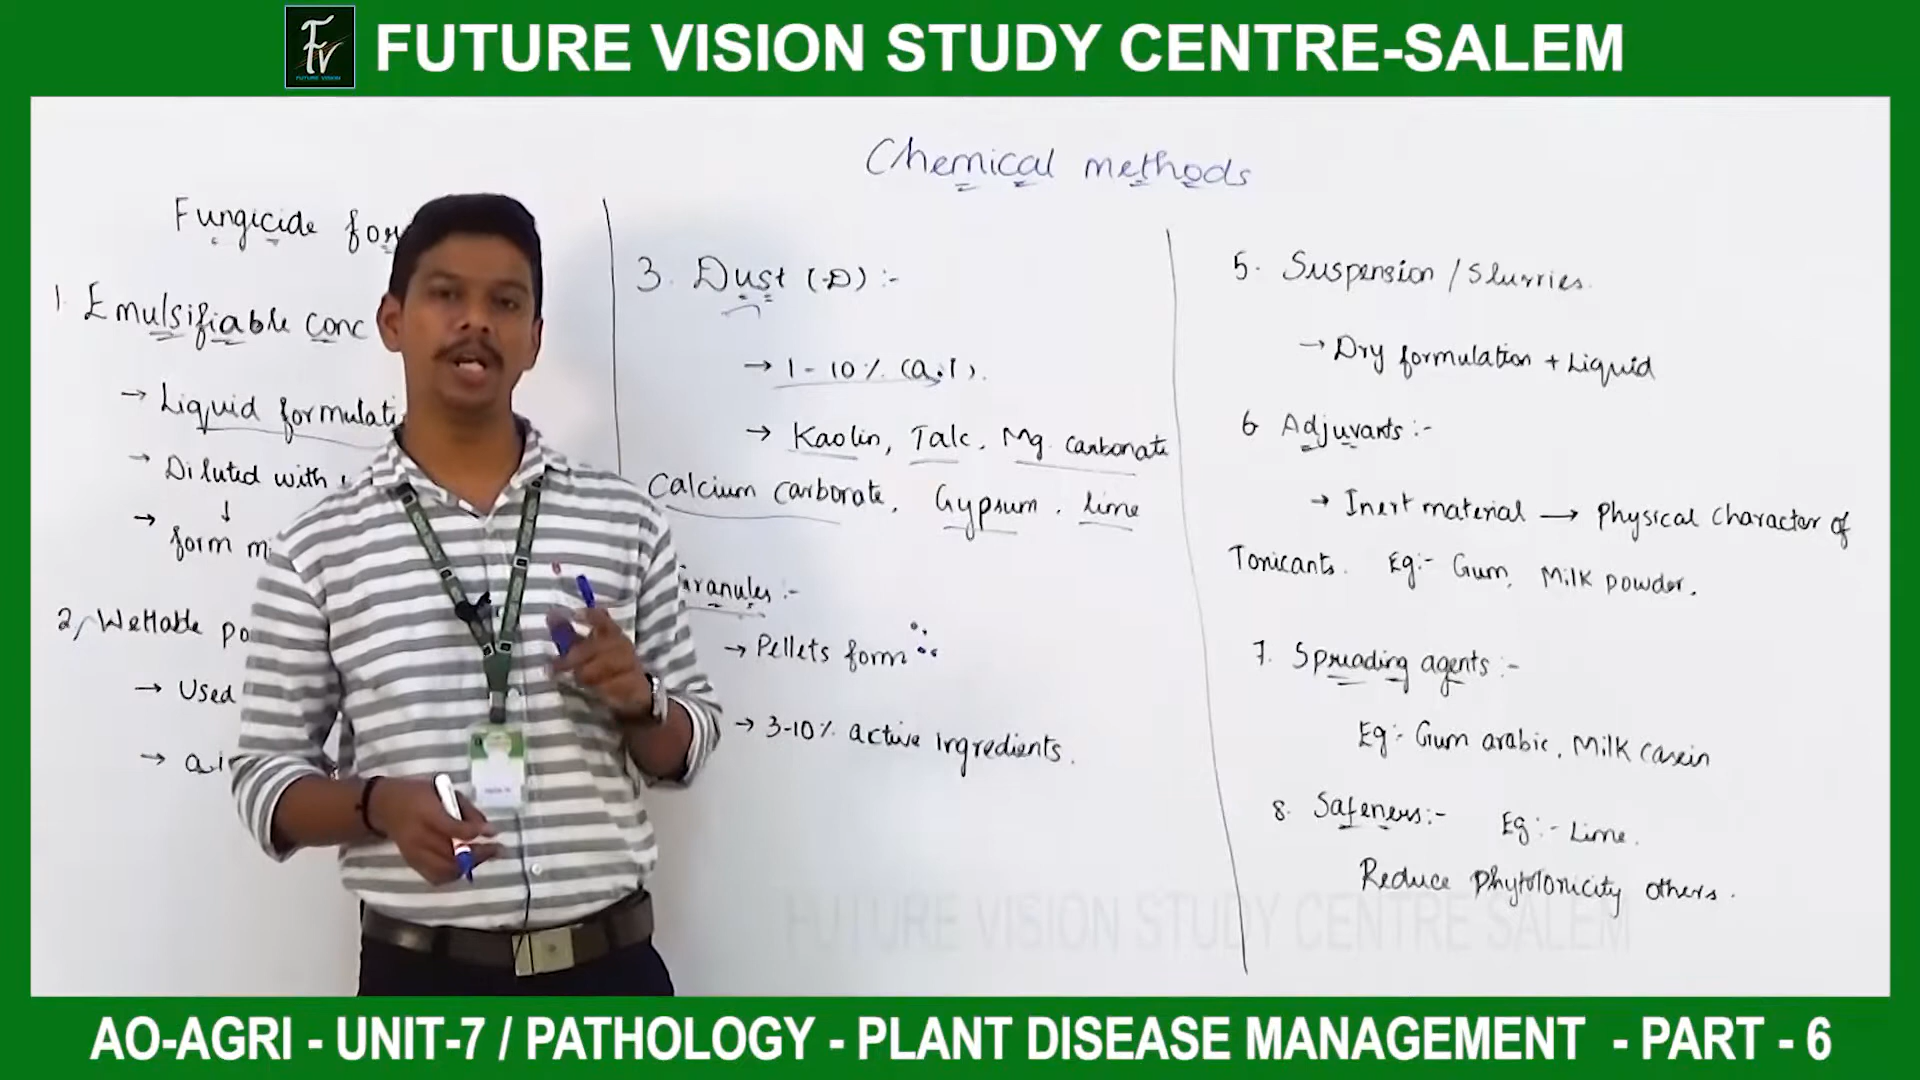 FV
FUTURE VISION
FUTURE VISION STUDY CENTRE-SALEM
Chemical methods
Fungicide for
1. Emulsifiable conc
→ Liquid formulati
→ Diluted with
↓
→ form mi
2, Wettable po
→ Used
→ a.i
3. Dust (D) :-
→ 1 - 10% (a.i).
→ Kaolin, Talc, Mg. carbonate
Calcium carbonate, Gypsum, lime
Granules :-
→ Pellets form
→ 3-10% active ingredients.
5. Suspension / Slurries.
→ Dry formulation + Liquid
6 Adjuvants :-
→ Inert material → Physical character of
Toxicants. Eg:- Gum, Milk powder.
7. Spreading agents :-
Eg:- Gum arabic, Milk casein
8. Safeners:- Eg:- Lime.
Reduce phytotoxicity others.
FUTURE VISION STUDY CENTRE SALEM
AO-AGRI - UNIT-7 / PATHOLOGY - PLANT DISEASE MANAGEMENT - PART - 6